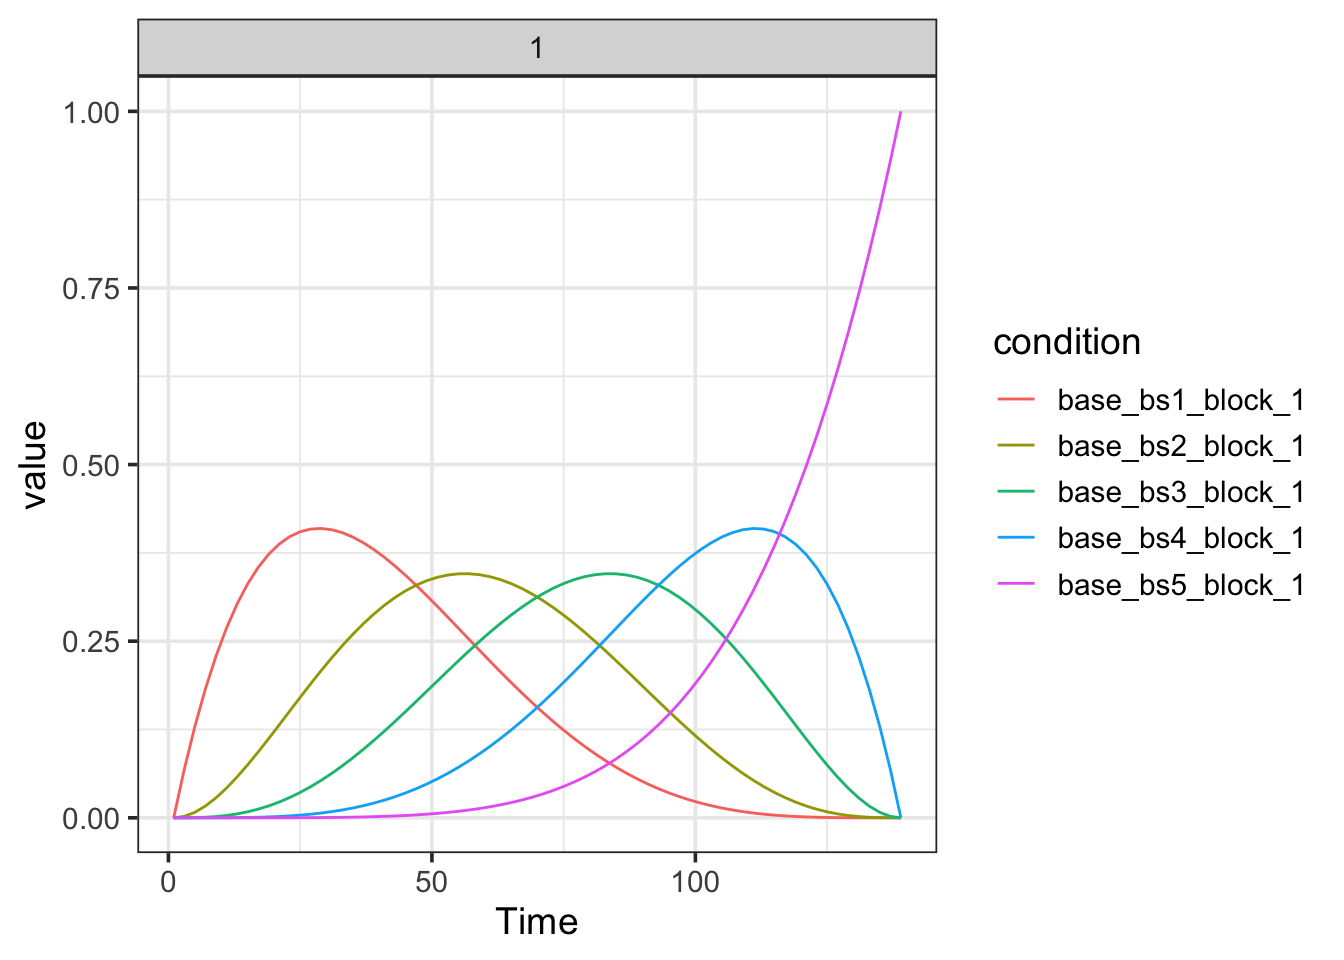 1
1.00
0.75
0.50
0.25
0.00
value
0 50 100
Time
condition
base_bs1_block_1
base_bs2_block_1
base_bs3_block_1
base_bs4_block_1
base_bs5_block_1